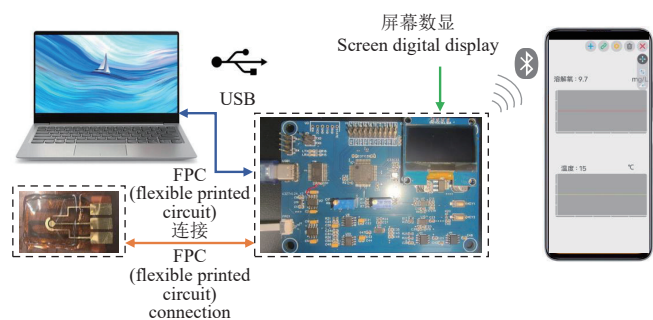 屏幕数显
Screen digital display
USB
溶解氧：9.7
mg/L
温度：15
℃
FPC
(flexible printed
circuit)
连接
FPC
(flexible printed
circuit)
connection